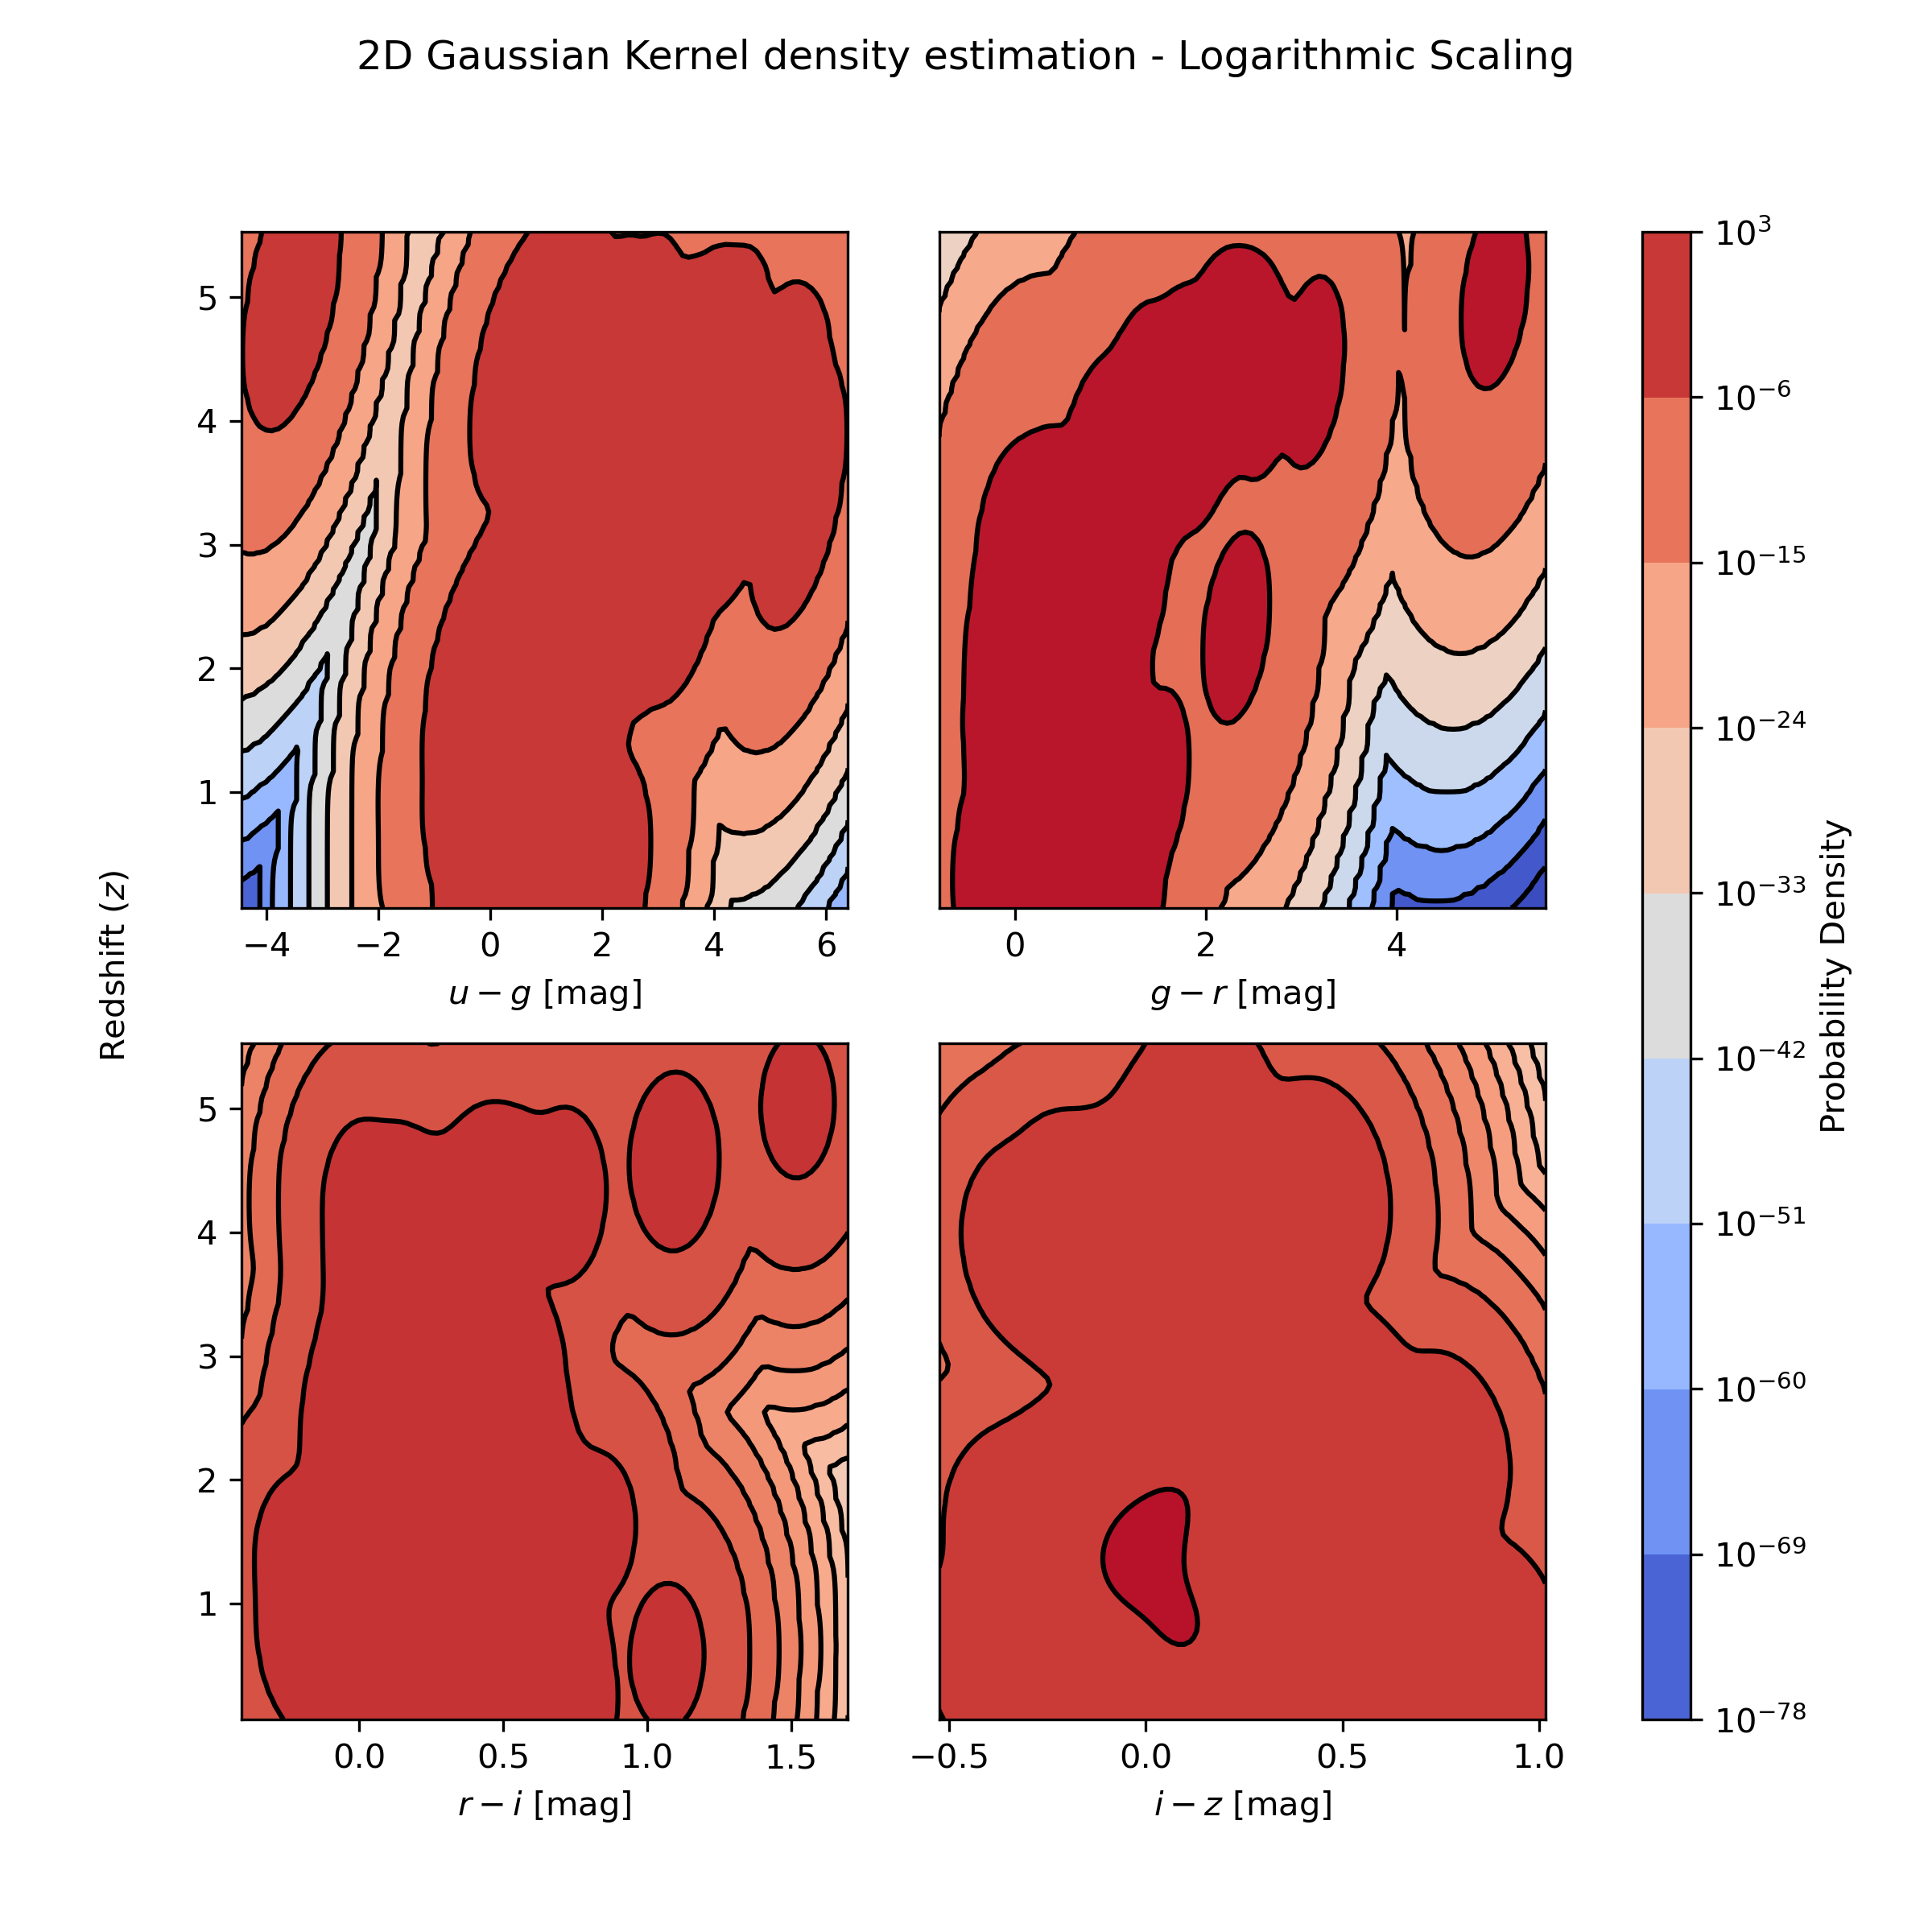 2D Gaussian Kernel density estimation - Logarithmic Scaling
5
4
3
2
1
−4 −2 0 2 4 6
u − g [mag]
0 2 4
g − r [mag]
5
4
3
2
1
0.0 0.5 1.0 1.5
r − i [mag]
−0.5 0.0 0.5 1.0
i − z [mag]
Redshift (z)
10³
10⁻⁶
10⁻¹⁵
10⁻²⁴
10⁻³³
10⁻⁴²
10⁻⁵¹
10⁻⁶⁰
10⁻⁶⁹
10⁻⁷⁸
Probability Density